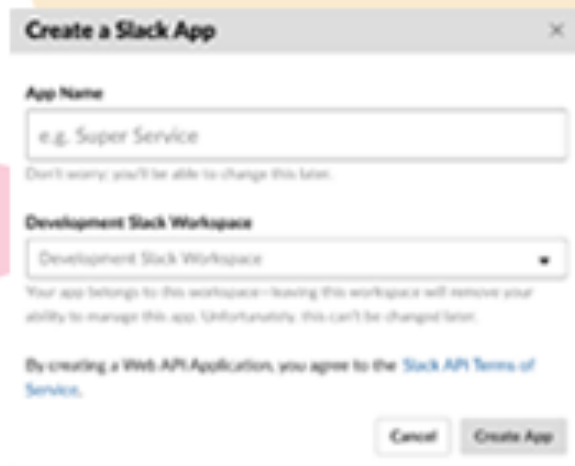 Create a Slack App
App Name
e.g. Super Service
Don't worry; you'll be able to change this later.
Development Slack Workspace
Development Slack Workspace
Your app belongs to this workspace—leaving this workspace will remove your
ability to manage this app. Unfortunately, this can't be changed later.
By creating a Web API Application, you agree to the Slack API Terms of
Service.
Cancel
Create App